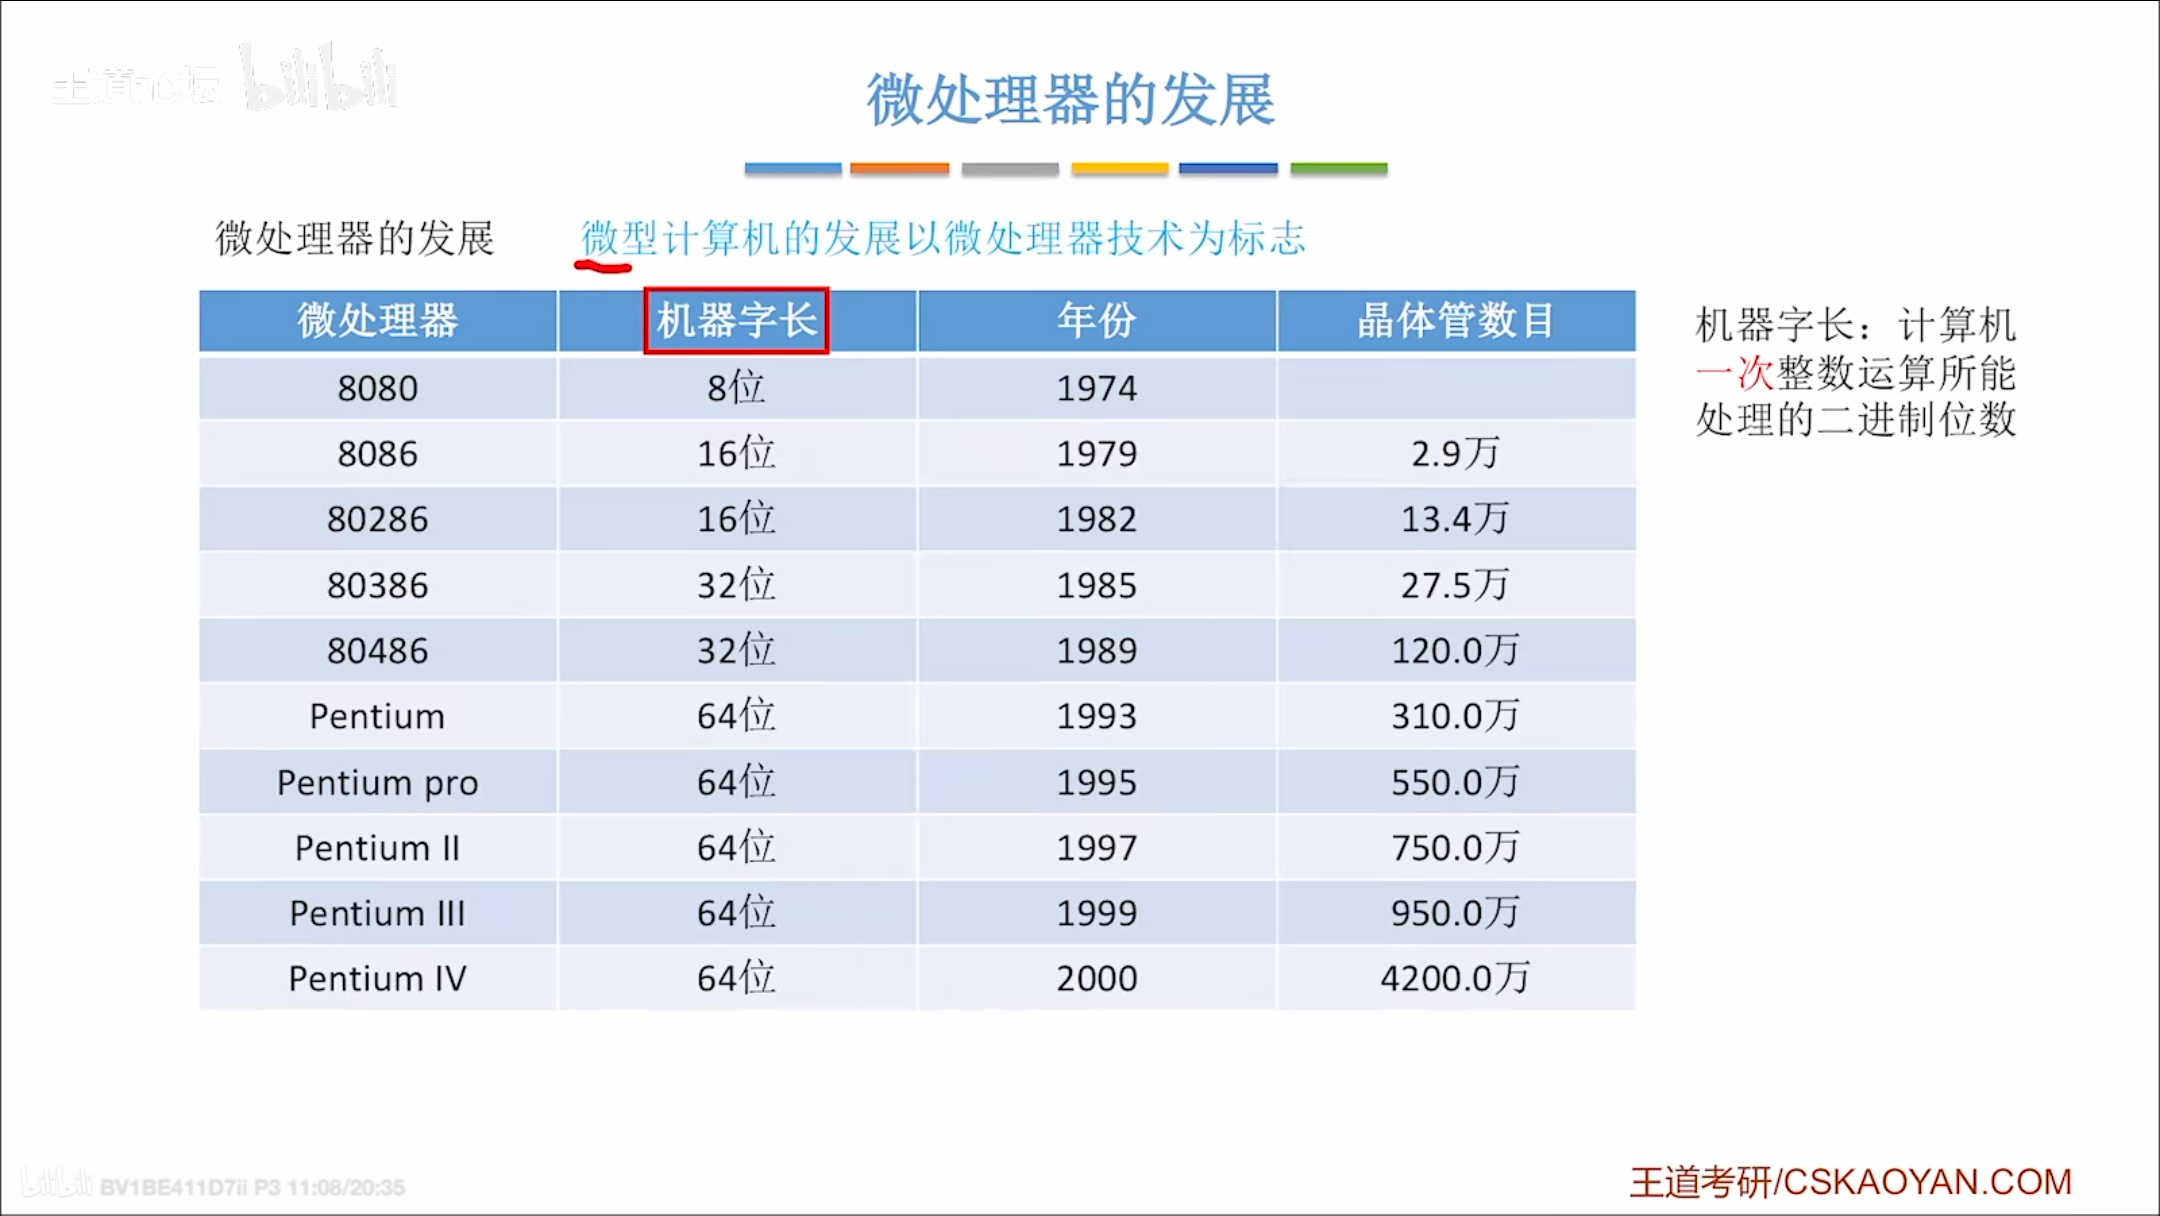 王道论坛 bilibili
微处理器的发展
微处理器的发展 微型计算机的发展以微处理器技术为标志
微处理器 机器字长 年份 晶体管数目
8080 8位 1974
8086 16位 1979 2.9万
80286 16位 1982 13.4万
80386 32位 1985 27.5万
80486 32位 1989 120.0万
Pentium 64位 1993 310.0万
Pentium pro 64位 1995 550.0万
Pentium II 64位 1997 750.0万
Pentium III 64位 1999 950.0万
Pentium IV 64位 2000 4200.0万
机器字长：计算机
一次整数运算所能
处理的二进制位数
bilibili BV1BE411D7ii P3 11:08/20:35
王道考研/CSKAOYAN.COM